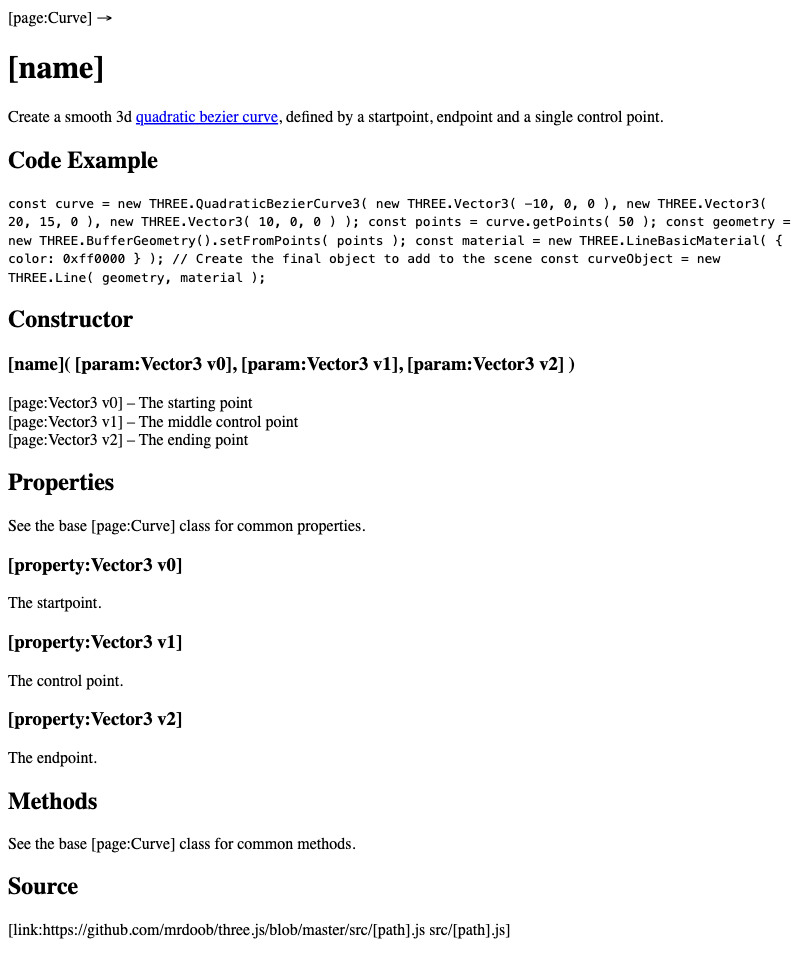 [page:Curve] →
[name]
Create a smooth 3d quadratic bezier curve, defined by a startpoint, endpoint and a single control point.
Code Example
const curve = new THREE.QuadraticBezierCurve3( new THREE.Vector3( -10, 0, 0 ), new THREE.Vector3(
20, 15, 0 ), new THREE.Vector3( 10, 0, 0 ) ); const points = curve.getPoints( 50 ); const geometry =
new THREE.BufferGeometry().setFromPoints( points ); const material = new THREE.LineBasicMaterial( {
color: 0xff0000 } ); // Create the final object to add to the scene const curveObject = new
THREE.Line( geometry, material );
Constructor
[name]( [param:Vector3 v0], [param:Vector3 v1], [param:Vector3 v2] )
[page:Vector3 v0] – The starting point
[page:Vector3 v1] – The middle control point
[page:Vector3 v2] – The ending point
Properties
See the base [page:Curve] class for common properties.
[property:Vector3 v0]
The startpoint.
[property:Vector3 v1]
The control point.
[property:Vector3 v2]
The endpoint.
Methods
See the base [page:Curve] class for common methods.
Source
[link:https://github.com/mrdoob/three.js/blob/master/src/[path].js src/[path].js]